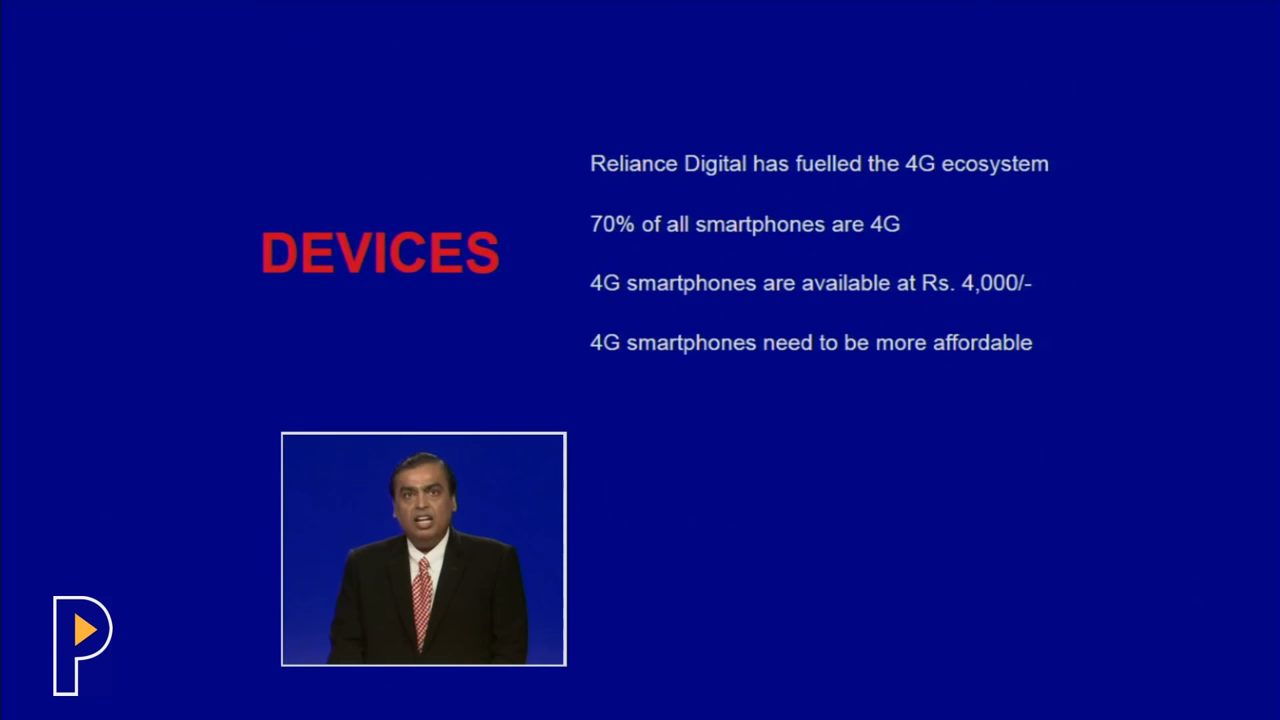 DEVICES
Reliance Digital has fuelled the 4G ecosystem
70% of all smartphones are 4G
4G smartphones are available at Rs. 4,000/-
4G smartphones need to be more affordable
P